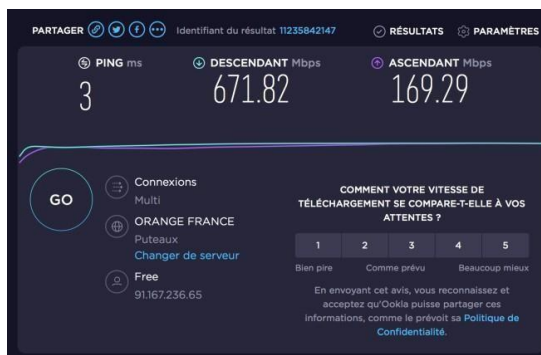 PARTAGER Identifiant du résultat 11235842147 RÉSULTATS PARAMÈTRES
PING ms DESCENDANT Mbps ASCENDANT Mbps
3 671.82 169.29
GO
Connexions
Multi
ORANGE FRANCE
Puteaux
Changer de serveur
Free
91.167.236.65
COMMENT VOTRE VITESSE DE
TÉLÉCHARGEMENT SE COMPARE-T-ELLE À VOS
ATTENTES ?
1 2 3 4 5
Bien pire Comme prévu Beaucoup mieux
En envoyant cet avis, vous reconnaissez et
acceptez qu'Ookla puisse partager ces
informations, comme le prévoit sa Politique de
Confidentialité.